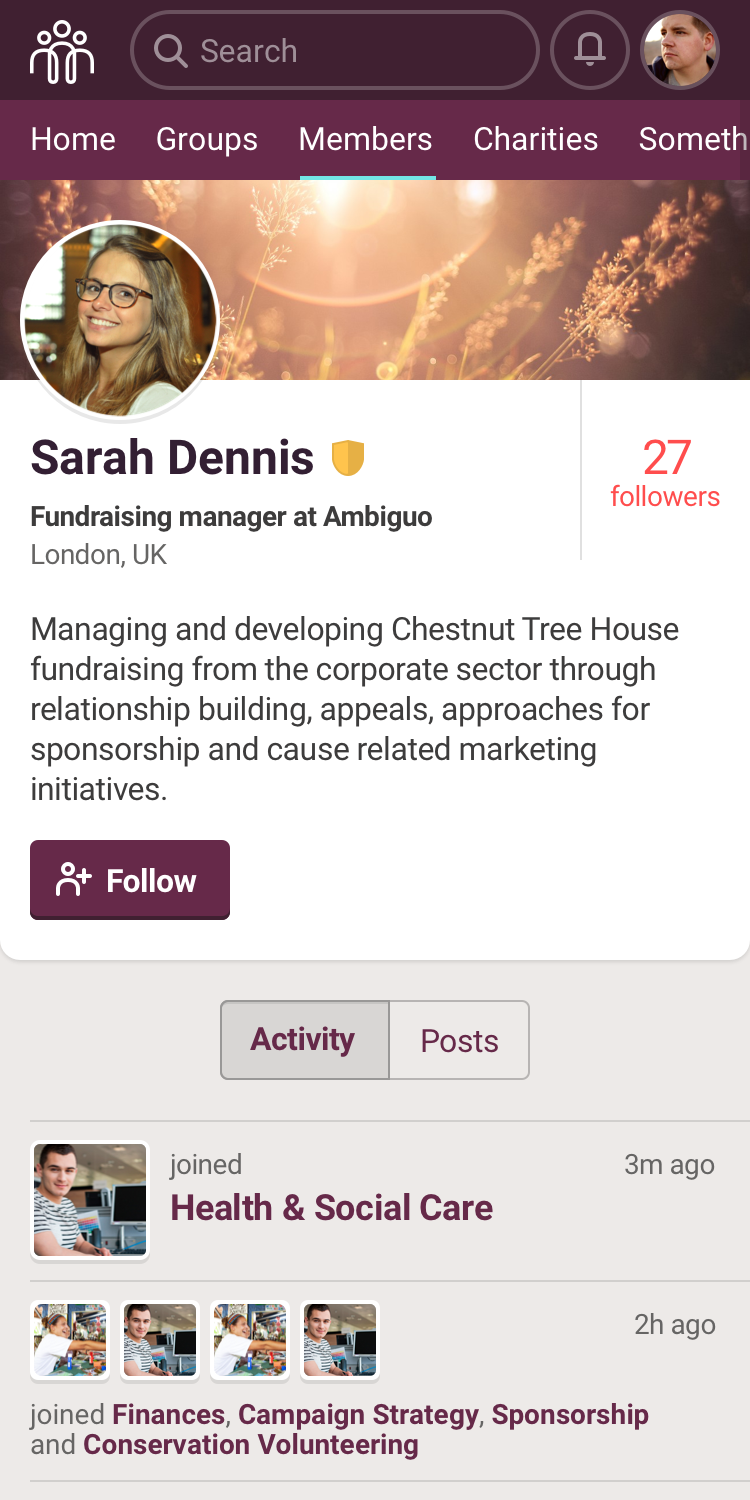 Search
Home Groups Members Charities Someth
Sarah Dennis
27
followers
Fundraising manager at Ambiguo
London, UK
Managing and developing Chestnut Tree House
fundraising from the corporate sector through
relationship building, appeals, approaches for
sponsorship and cause related marketing
initiatives.
Follow
Activity Posts
joined 3m ago
Health & Social Care
2h ago
joined Finances, Campaign Strategy, Sponsorship
and Conservation Volunteering